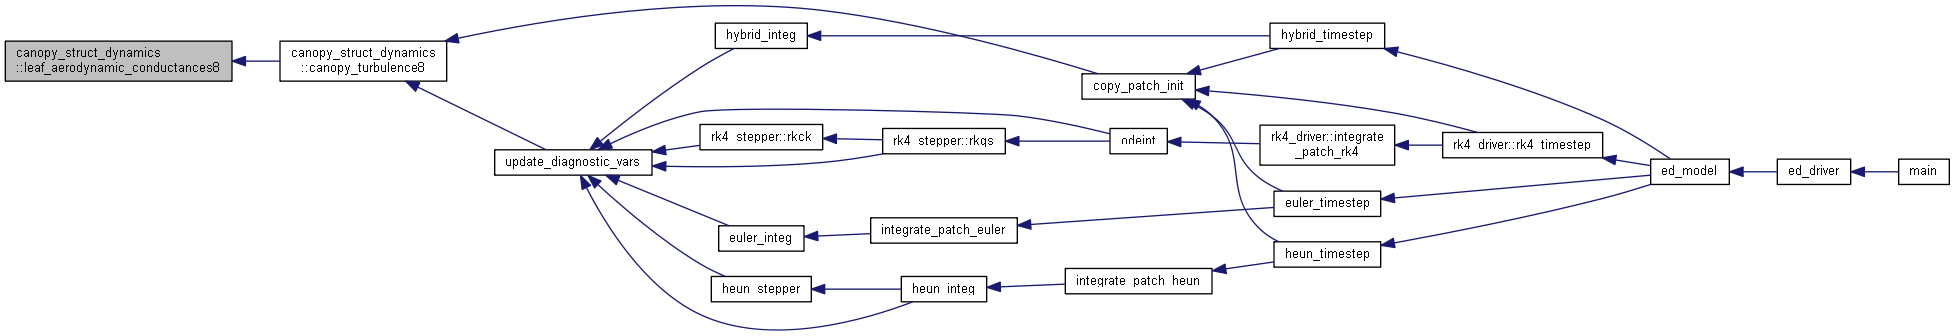 canopy_struct_dynamics
::leaf_aerodynamic_conductances8
canopy_struct_dynamics
::canopy_turbulence8
update_diagnostic_vars
hybrid_integ
rk4_stepper::rkck
rk4_stepper::rkqs
euler_integ
integrate_patch_euler
heun_stepper
heun_integ
copy_patch_init
odeint
integrate_patch_heun
hybrid_timestep
rk4_driver::integrate
_patch_rk4
rk4_driver::rk4_timestep
euler_timestep
heun_timestep
ed_model
ed_driver
main